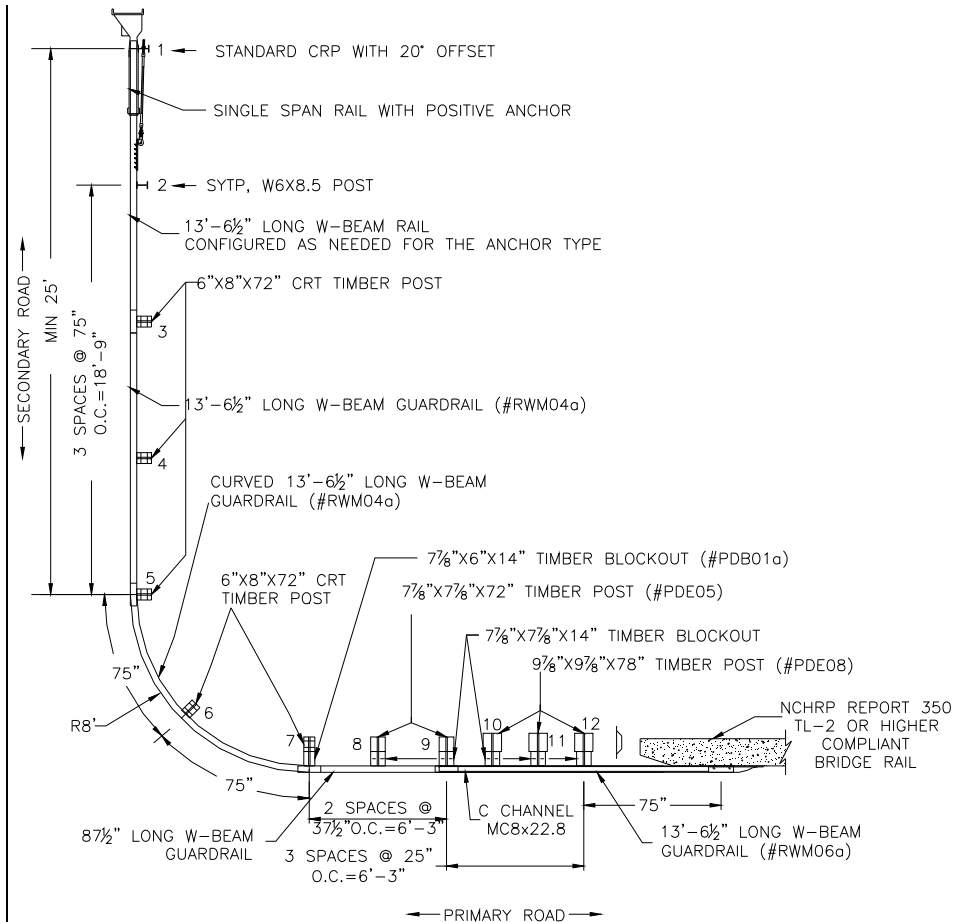 1
STANDARD CRP WITH 20° OFFSET
SINGLE SPAN RAIL WITH POSITIVE ANCHOR
2
SYTP, W6X8.5 POST
13'-6½" LONG W-BEAM RAIL
CONFIGURED AS NEEDED FOR THE ANCHOR TYPE
SECONDARY ROAD
MIN 25'
3 SPACES @ 75"
O.C.=18'-9"
6"X8"X72" CRT TIMBER POST
3
13'-6½" LONG W-BEAM GUARDRAIL (#RWM04a)
4
CURVED 13'-6½" LONG W-BEAM
GUARDRAIL (#RWM04a)
5
6"X8"X72" CRT
TIMBER POST
7⅞"X6"X14" TIMBER BLOCKOUT (#PDB01a)
7⅞"X7⅞"X72" TIMBER POST (#PDE05)
7⅞"X7⅞"X14" TIMBER BLOCKOUT
9⅞"X9⅞"X78" TIMBER POST (#PDE08)
75"
R8'
6
7
8
9
10
11
12
NCHRP REPORT 350
TL-2 OR HIGHER
COMPLIANT
BRIDGE RAIL
75"
2 SPACES @
37½"O.C.=6'-3"
C CHANNEL
MC8x22.8
75"
87½" LONG W-BEAM
GUARDRAIL
3 SPACES @ 25"
O.C.=6'-3"
13'-6½" LONG W-BEAM
GUARDRAIL (#RWM06a)
PRIMARY ROAD